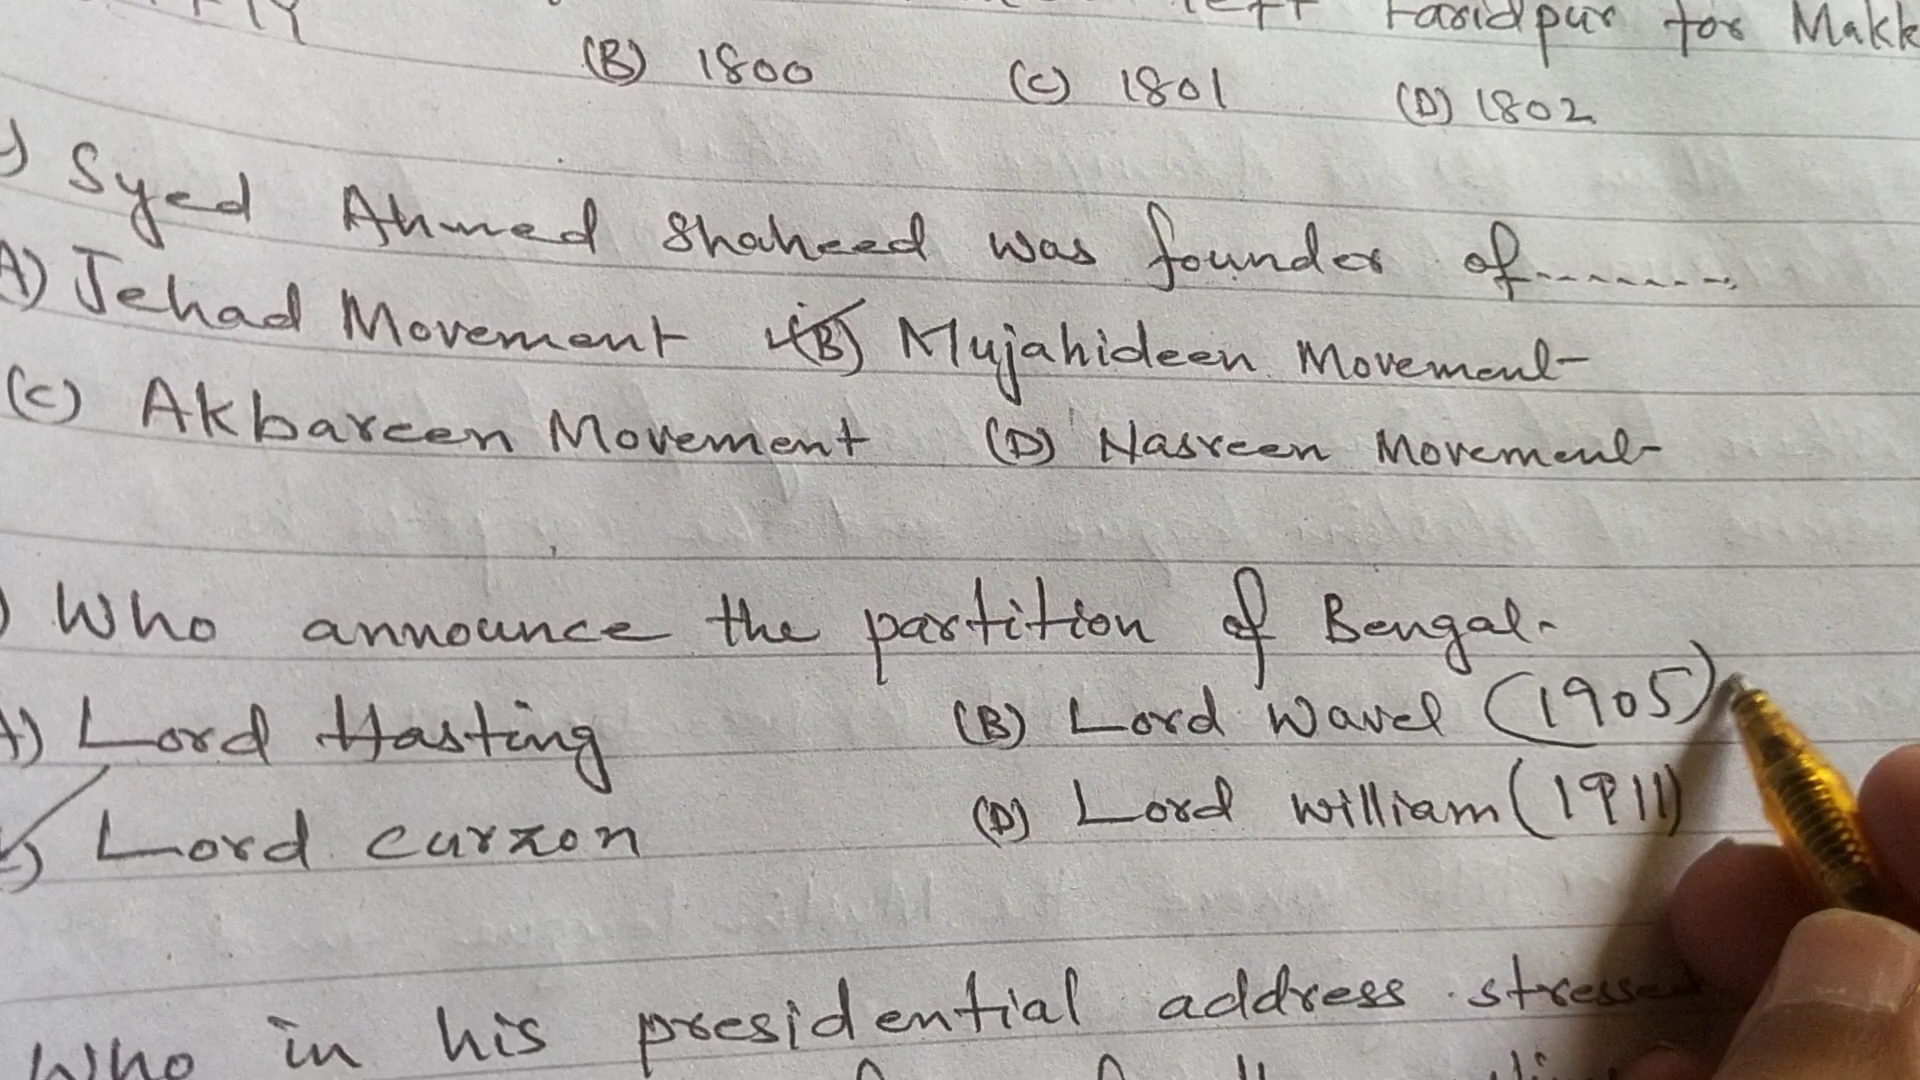 Faridpur for Makk
(B) 1800 (C) 1801 (D) 1802
Syed Ahmed Shaheed was founder of........
A) Jehad Movement (B) Mujahideen Movement
(C) Akbareen Movement (D) Nasreen Movement
) Who announce the partition of Bengal-
A) Lord Hasting (B) Lord Wavel (1905)
C) Lord curzon (D) Lord William (1911)
Who in his presidential address stresse